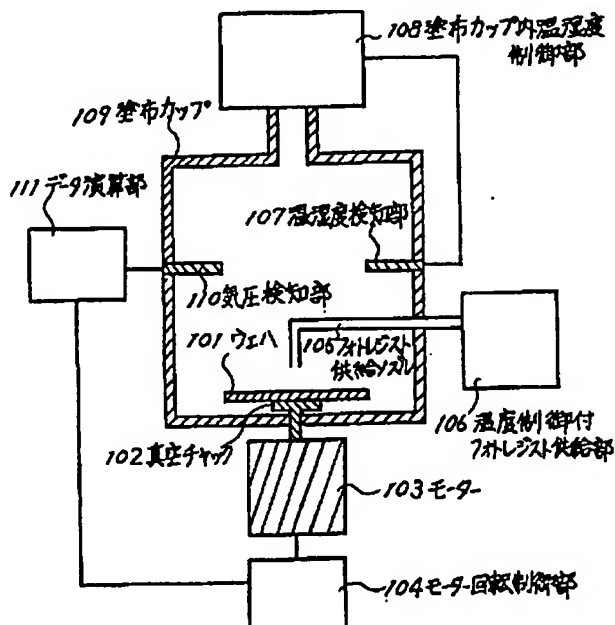 108塗布カップ内温湿度
制御部
109塗布カップ
111データ演算部
107温湿度検知部
110気圧検知部
101ウェハ
105フォトレジスト
供給ノズル
106温度制御付
フォトレジスト供給部
102真空チャック
103モーター
104モーター回転制御部